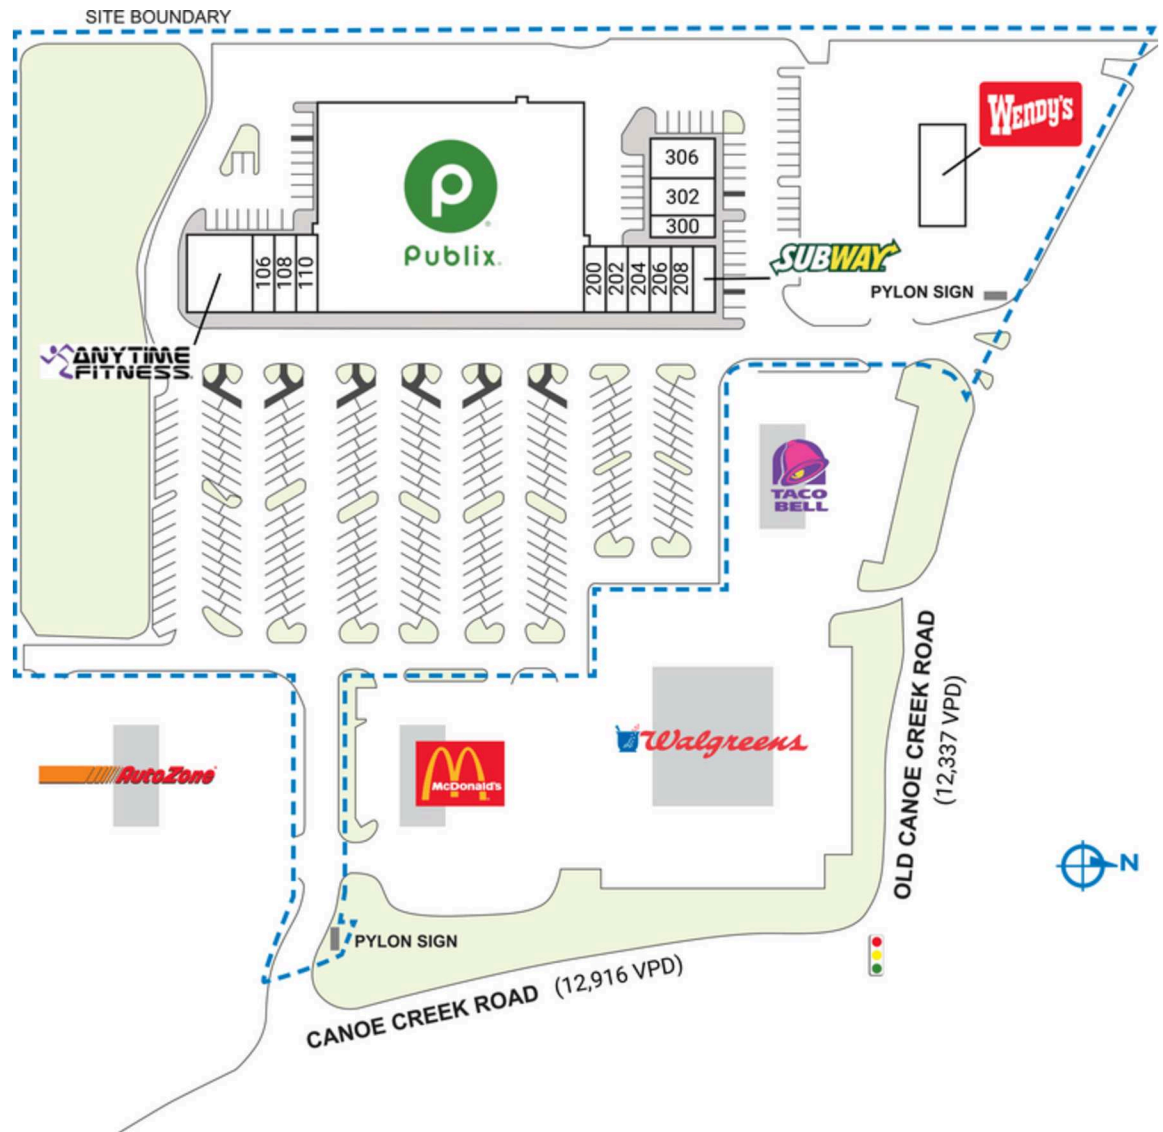 SITE BOUNDARY
WENDY'S
306
302
300
Publix.
106
108
110
200
202
204
206
208
SUBWAY
PYLON SIGN
ANYTIME
FITNESS
TACO
BELL
Walgreens
AutoZone
McDonald's
OLD CANOE CREEK ROAD
(12,337 VPD)
N
PYLON SIGN
CANOE CREEK ROAD (12,916 VPD)